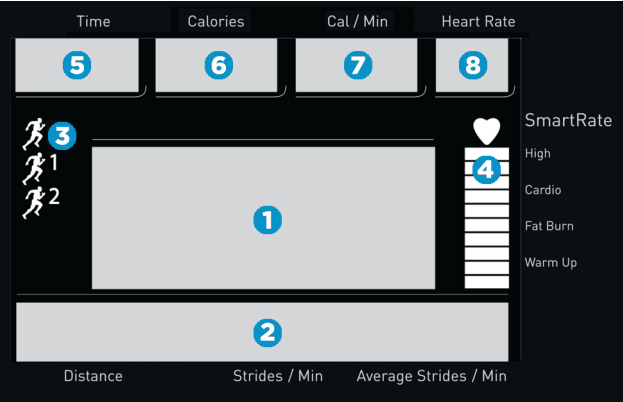 Time Calories Cal / Min Heart Rate
5 6 7 8
3
SmartRate
1
High
4
2
Cardio
1
Fat Burn
Warm Up
2
Distance Strides / Min Average Strides / Min